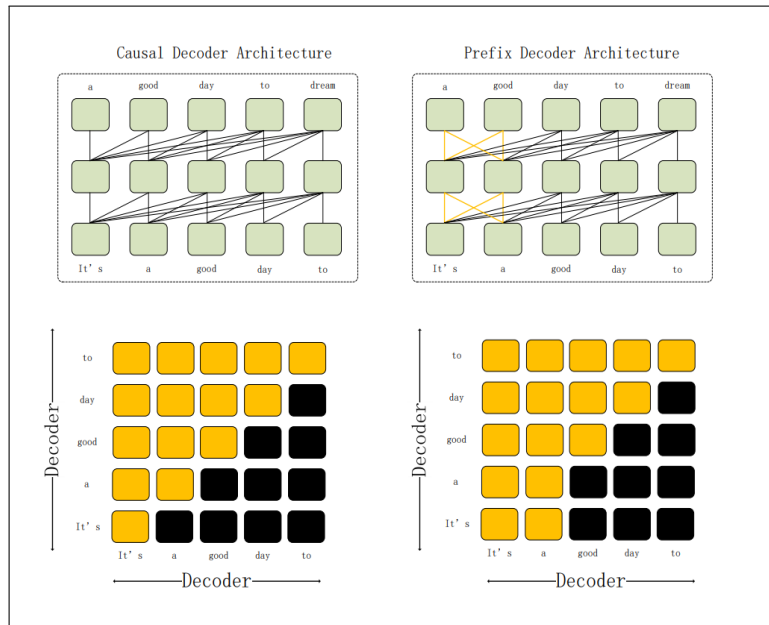 Causal Decoder Architecture
a good day to dream
It's a good day to
Prefix Decoder Architecture
a good day to dream
It's a good day to
Decoder
to
day
good
a
It's
It's a good day to
Decoder
Decoder
to
day
good
a
It's
It's a good day to
Decoder